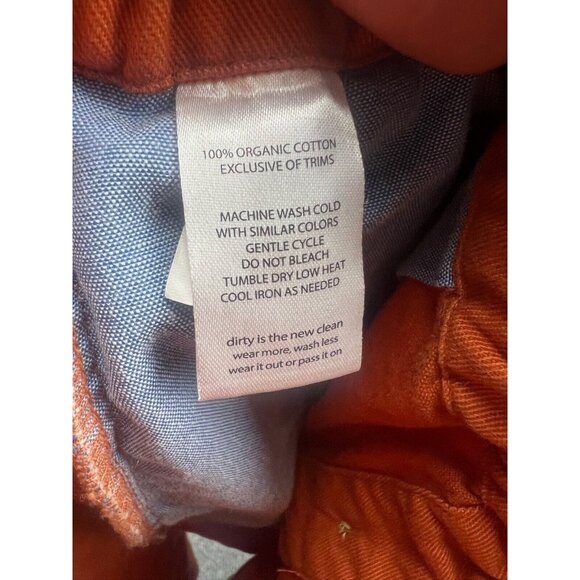 100% ORGANIC COTTON
EXCLUSIVE OF TRIMS
MACHINE WASH COLD
WITH SIMILAR COLORS
GENTLE CYCLE
DO NOT BLEACH
TUMBLE DRY LOW HEAT
COOL IRON AS NEEDED
dirty is the new clean
wear more, wash less
wear it out or pass it on